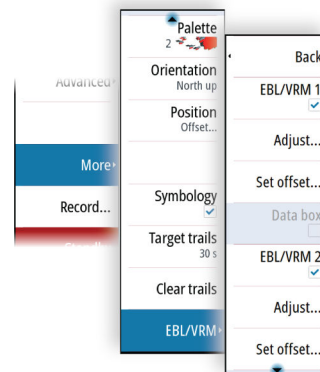 Advanced
More
Record...
Palette
2
Orientation
North up
Position
Offset...
Symbology
Target trails
30 s
Clear trails
EBL/VRM
Back
EBL/VRM 1
Adjust...
Set offset...
Data box
EBL/VRM 2
Adjust...
Set offset...